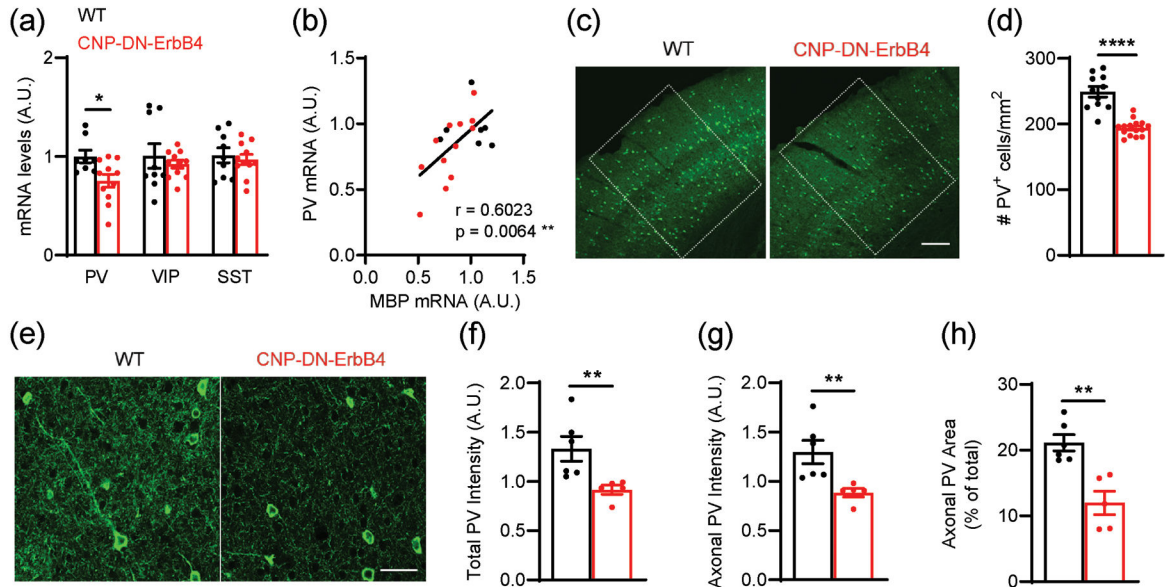 (a)
WT
CNP-DN-ErbB4
mRNA levels (A.U.)
2
1
0
*
PV VIP SST
(b)
PV mRNA (A.U.)
1.5
1.0
0.5
0.0
r = 0.6023
p = 0.0064 **
0.0 0.5 1.0 1.5
MBP mRNA (A.U.)
(c)
WT CNP-DN-ErbB4
(d)
# PV+ cells/mm2
300
200
100
0
****
(e)
WT CNP-DN-ErbB4
(f)
Total PV Intensity (A.U.)
2.0
1.5
1.0
0.5
0.0
**
(g)
Axonal PV Intensity (A.U.)
2.0
1.5
1.0
0.5
0.0
**
(h)
Axonal PV Area
(% of total)
30
20
10
0
**